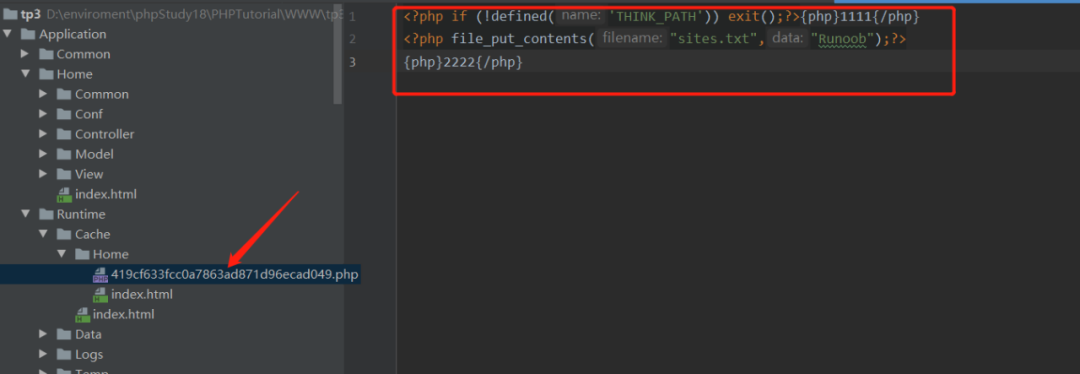 tp3 D:\enviroment\phpStudy18\PHPTutorial\WWW\tp3
Application
Common
Home
Common
Conf
Controller
Model
View
index.html
Runtime
Cache
Home
419cf633fcc0a7863ad871d96ecad049.php
index.html
index.html
Data
Logs
Temp
1 <?php if (!defined( name: 'THINK_PATH')) exit();?>{php}1111{/php}
2 <?php file_put_contents( filename: "sites.txt", data: "Runoob");?>
3 {php}2222{/php}